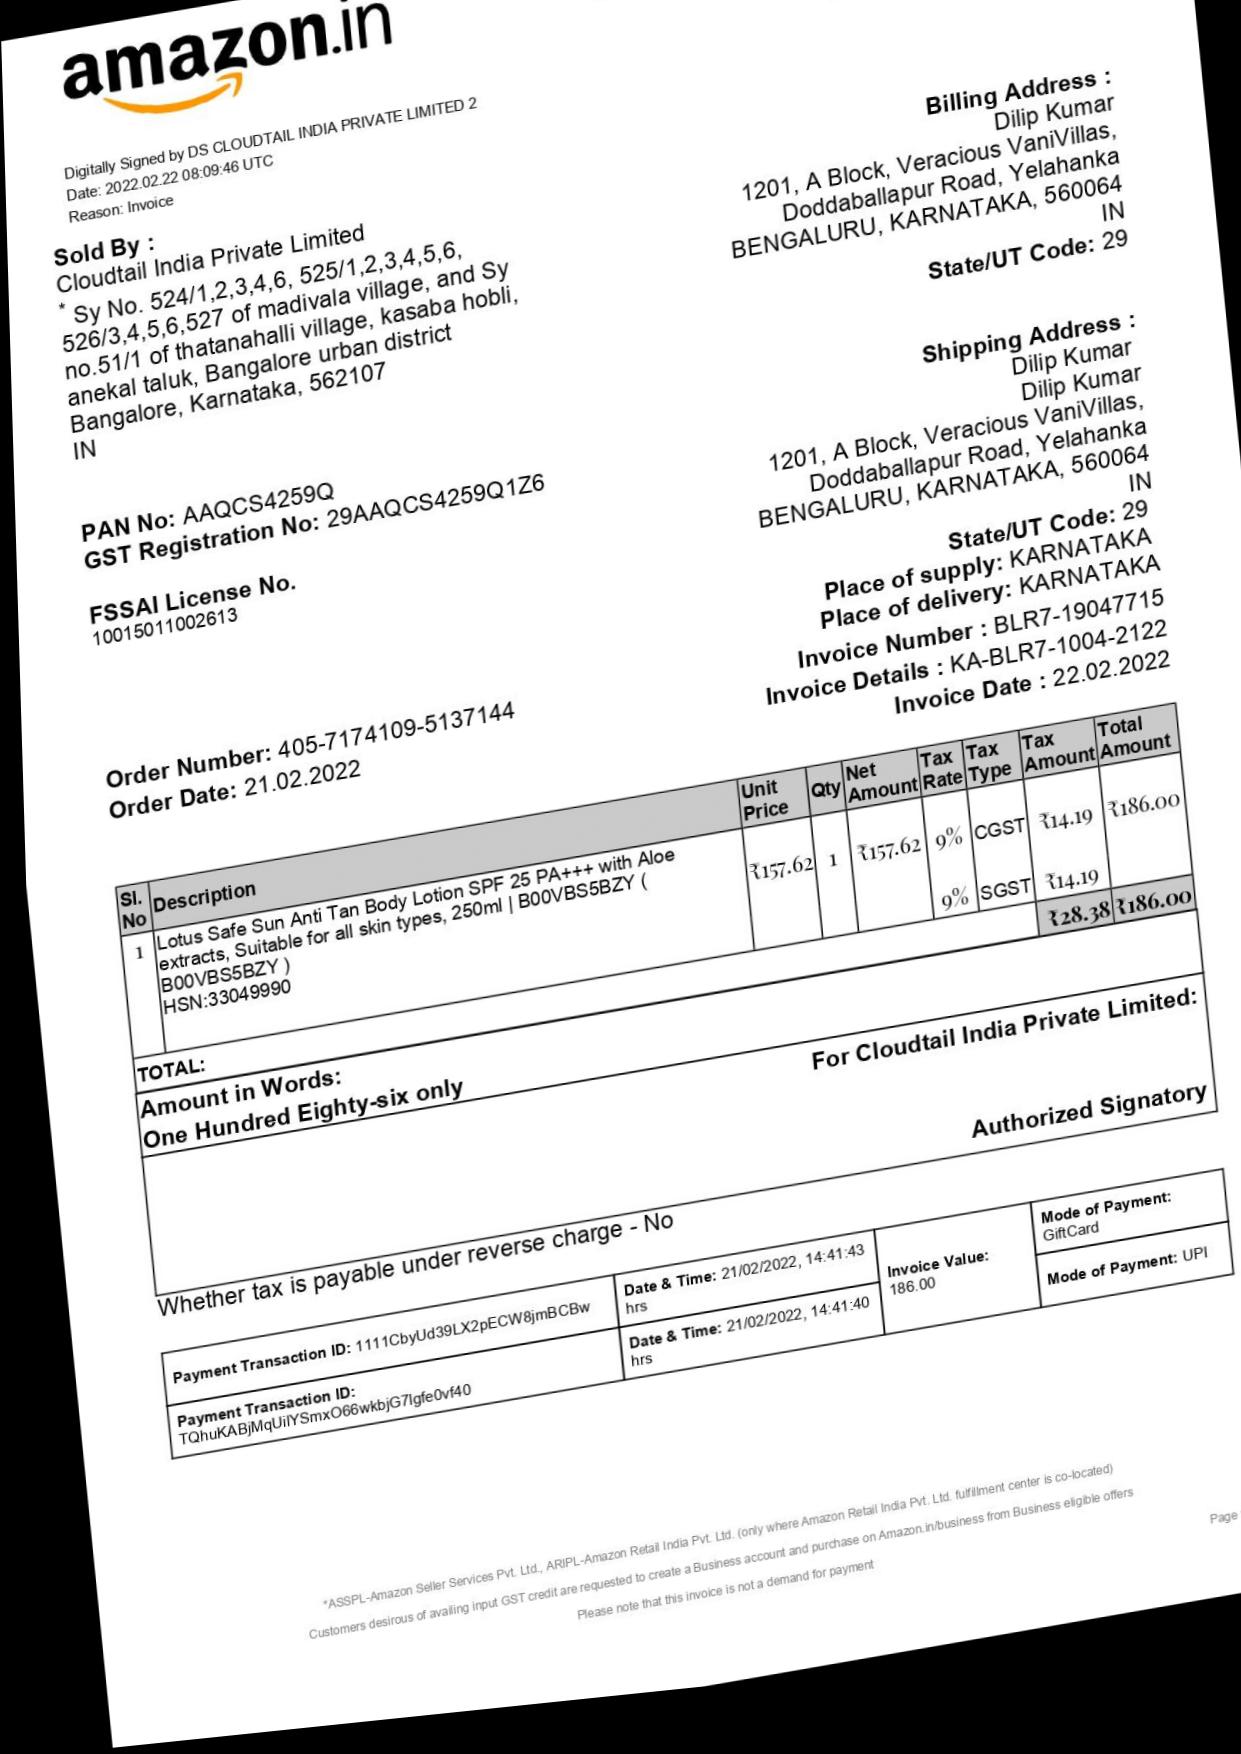 amazon.in
Digitally Signed by DS CLOUDTAIL INDIA PRIVATE LIMITED 2
Date: 2022.02.22 08:09:46 UTC
Reason: Invoice
Sold By :
Cloudtail India Private Limited
* Sy No. 524/1,2,3,4,6, 525/1,2,3,4,5,6,
526/3,4,5,6,527 of madivala village, and Sy
no.51/1 of thatanahalli village, kasaba hobli,
anekal taluk, Bangalore urban district
Bangalore, Karnataka, 562107
IN
PAN No: AAQCS4259Q
GST Registration No: 29AAQCS4259Q1Z6
FSSAI License No.
10015011002613
Order Number: 405-7174109-5137144
Order Date: 21.02.2022
Billing Address :
Dilip Kumar
1201, A Block, Veracious VaniVillas,
Doddaballapur Road, Yelahanka
BENGALURU, KARNATAKA, 560064
IN
State/UT Code: 29
Shipping Address :
Dilip Kumar
Dilip Kumar
1201, A Block, Veracious VaniVillas,
Doddaballapur Road, Yelahanka
BENGALURU, KARNATAKA, 560064
IN
State/UT Code: 29
Place of supply: KARNATAKA
Place of delivery: KARNATAKA
Invoice Number : BLR7-19047715
Invoice Details : KA-BLR7-1004-2122
Invoice Date : 22.02.2022
Sl. No Description Unit Price Qty Net Amount Tax Rate Tax Type Tax Amount Total Amount
1 Lotus Safe Sun Anti Tan Body Lotion SPF 25 PA+++ with Aloe ₹157.62 1 ₹157.62 9% CGST ₹14.19 ₹186.00
extracts, Suitable for all skin types, 250ml | B00VBS5BZY ( 9% SGST ₹14.19
B00VBS5BZY )
HSN:33049990
TOTAL: ₹28.38 ₹186.00
Amount in Words:
One Hundred Eighty-six only
For Cloudtail India Private Limited:
Authorized Signatory
Whether tax is payable under reverse charge - No
Payment Transaction ID: 1111CbyUd39LX2pECW8jmBCBw
Date & Time: 21/02/2022, 14:41:43
hrs
Invoice Value:
186.00
Mode of Payment:
GiftCard
Payment Transaction ID:
TQhuKABjMqUiIYSmxO66wkbjG7Igfe0vf40
Date & Time: 21/02/2022, 14:41:40
hrs
Mode of Payment: UPI
*ASSPL-Amazon Seller Services Pvt. Ltd., ARIPL-Amazon Retail India Pvt. Ltd. (only where Amazon Retail India Pvt. Ltd. fulfillment center is co-located)
Customers desirous of availing input GST credit are requested to create a Business account and purchase on Amazon.in/business from Business eligible offers
Please note that this invoice is not a demand for payment
Page